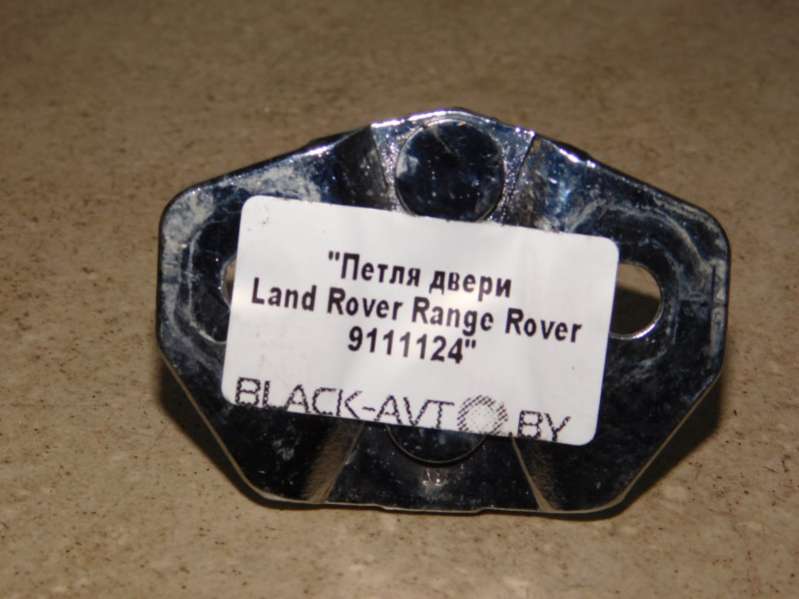 "Петля двери
Land Rover Range Rover
9111124"
BLACK-AVTO.BY